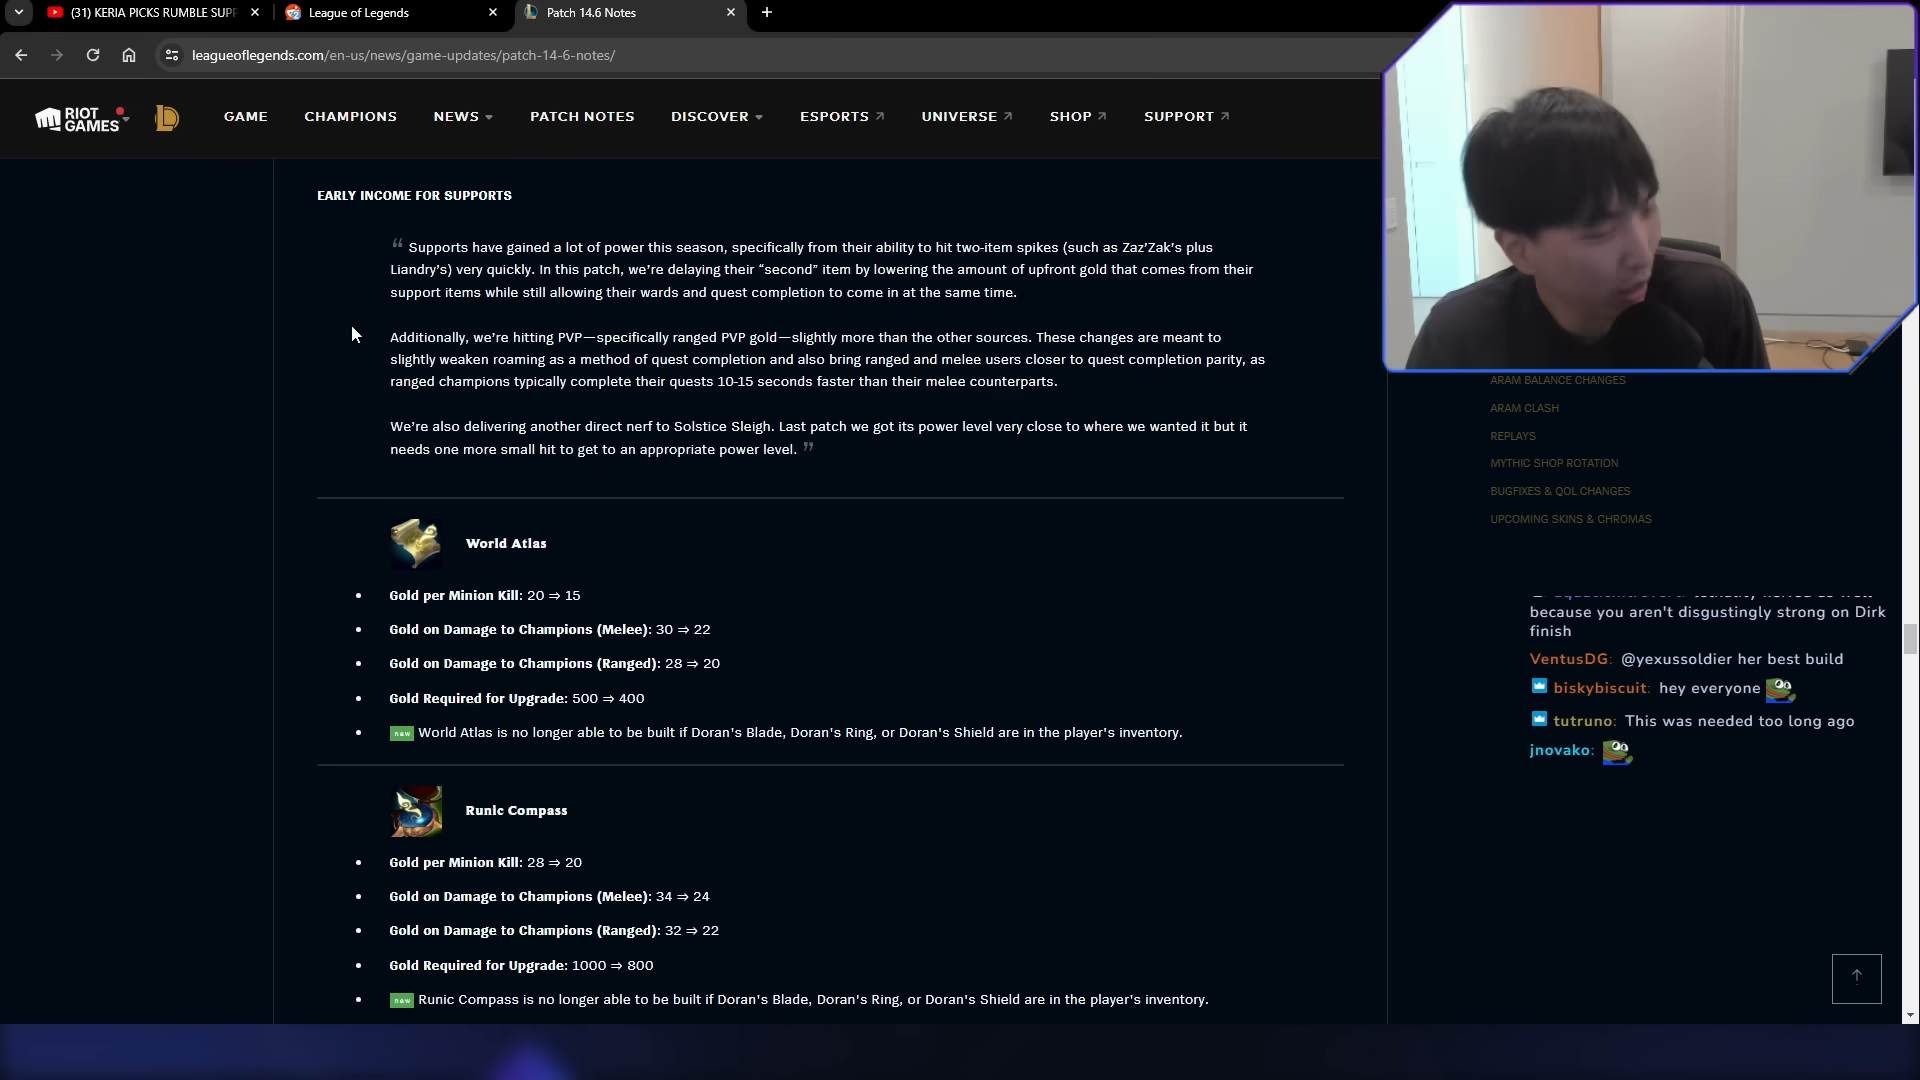 (31) KERIA PICKS RUMBLE SUPP
League of Legends
Patch 14.6 Notes
leagueoflegends.com/en-us/news/game-updates/patch-14-6-notes/
RIOT GAMES
GAME
CHAMPIONS
NEWS
PATCH NOTES
DISCOVER
ESPORTS
UNIVERSE
SHOP
SUPPORT
EARLY INCOME FOR SUPPORTS
“ Supports have gained a lot of power this season, specifically from their ability to hit two-item spikes (such as Zaz’Zak’s plus
Liandry’s) very quickly. In this patch, we’re delaying their “second” item by lowering the amount of upfront gold that comes from their
support items while still allowing their wards and quest completion to come in at the same time.
Additionally, we’re hitting PVP—specifically ranged PVP gold—slightly more than the other sources. These changes are meant to
slightly weaken roaming as a method of quest completion and also bring ranged and melee users closer to quest completion parity, as
ranged champions typically complete their quests 10-15 seconds faster than their melee counterparts.
We’re also delivering another direct nerf to Solstice Sleigh. Last patch we got its power level very close to where we wanted it but it
needs one more small hit to get to an appropriate power level. ”
World Atlas
• Gold per Minion Kill: 20 ⇒ 15
• Gold on Damage to Champions (Melee): 30 ⇒ 22
• Gold on Damage to Champions (Ranged): 28 ⇒ 20
• Gold Required for Upgrade: 500 ⇒ 400
• new World Atlas is no longer able to be built if Doran's Blade, Doran's Ring, or Doran's Shield are in the player's inventory.
Runic Compass
• Gold per Minion Kill: 28 ⇒ 20
• Gold on Damage to Champions (Melee): 34 ⇒ 24
• Gold on Damage to Champions (Ranged): 32 ⇒ 22
• Gold Required for Upgrade: 1000 ⇒ 800
• new Runic Compass is no longer able to be built if Doran's Blade, Doran's Ring, or Doran's Shield are in the player's inventory.
ARAM BALANCE CHANGES
ARAM CLASH
REPLAYS
MYTHIC SHOP ROTATION
BUGFIXES & QOL CHANGES
UPCOMING SKINS & CHROMAS
because you aren't disgustingly strong on Dirk
finish
VentusDG: @yexussoldier her best build
biskybiscuit: hey everyone
tutruno: This was needed too long ago
jnovako: